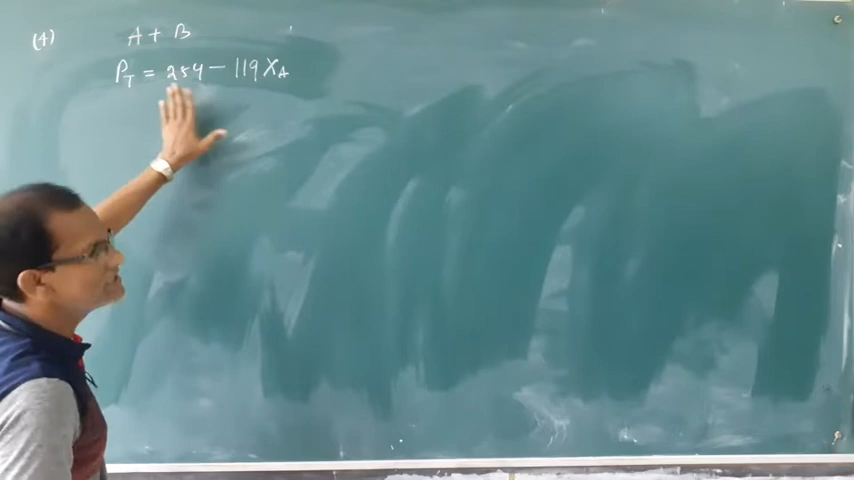 (4) A + B
P_T = 254 - 119 X_A